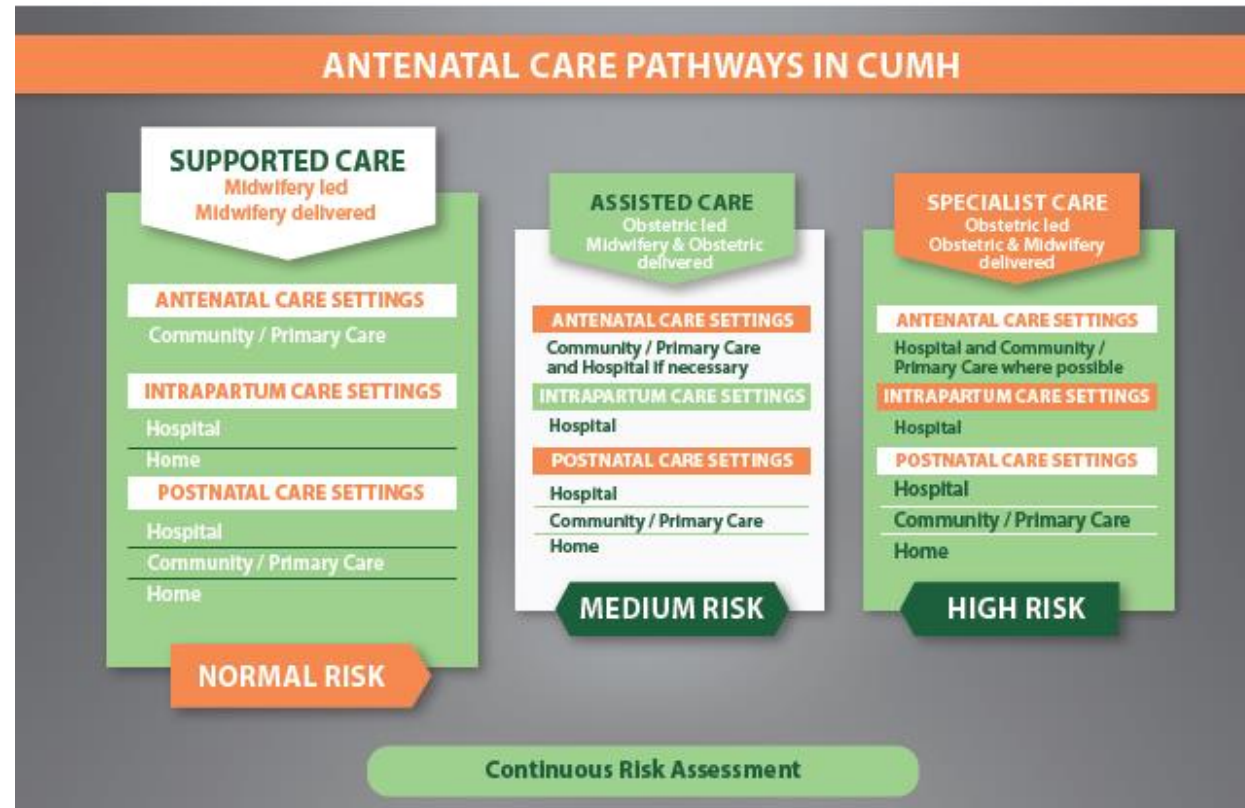 ANTENATAL CARE PATHWAYS IN CUMH
SUPPORTED CARE
Midwifery led
Midwifery delivered
ANTENATAL CARE SETTINGS
Community / Primary Care
INTRAPARTUM CARE SETTINGS
Hospital
Home
POSTNATAL CARE SETTINGS
Hospital
Community / Primary Care
Home
NORMAL RISK
ASSISTED CARE
Obstetric led
Midwifery & Obstetric
delivered
ANTENATAL CARE SETTINGS
Community / Primary Care
and Hospital if necessary
INTRAPARTUM CARE SETTINGS
Hospital
POSTNATAL CARE SETTINGS
Hospital
Community / Primary Care
Home
MEDIUM RISK
SPECIALIST CARE
Obstetric led
Obstetric & Midwifery
delivered
ANTENATAL CARE SETTINGS
Hospital and Community /
Primary Care where possible
INTRAPARTUM CARE SETTINGS
Hospital
POSTNATAL CARE SETTINGS
Hospital
Community / Primary Care
Home
HIGH RISK
Continuous Risk Assessment